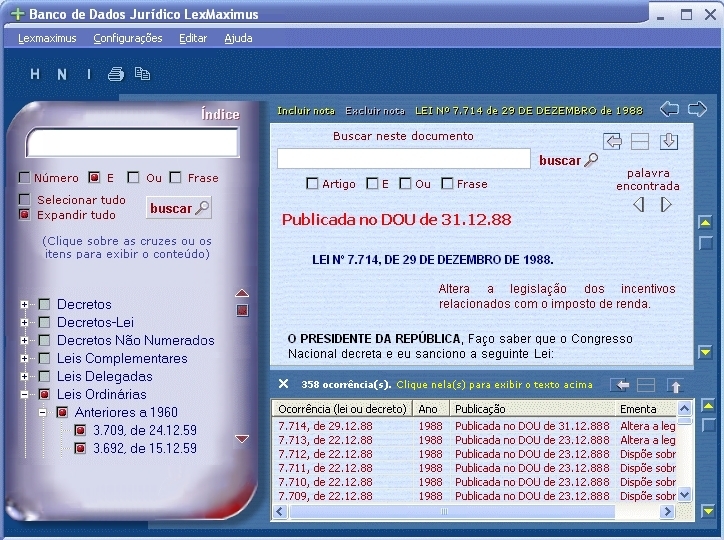 Banco de Dados Jurídico LexMaximus
Lexmaximus Configurações Editar Ajuda
H N I
Índice
Número E Ou Frase
Selecionar tudo
Expandir tudo
buscar
(Clique sobre as cruzes ou os
itens para exibir o conteúdo)
Decretos
Decretos-Lei
Decretos Não Numerados
Leis Complementares
Leis Delegadas
Leis Ordinárias
Anteriores a 1960
3.709, de 24.12.59
3.692, de 15.12.59
Incluir nota Excluir nota LEI Nº 7.714 de 29 DE DEZEMBRO de 1988
Buscar neste documento
buscar
Artigo E Ou Frase
palavra
encontrada
Publicada no DOU de 31.12.88
LEI Nº 7.714, DE 29 DE DEZEMBRO DE 1988.
Altera a legislação dos incentivos
relacionados com o imposto de renda.
O PRESIDENTE DA REPÚBLICA, Faço saber que o Congresso
Nacional decreta e eu sanciono a seguinte Lei:
358 ocorrência(s). Clique nela(s) para exibir o texto acima
Ocorrência (lei ou decreto) Ano Publicação Ementa
7.714, de 29.12.88 1988 Publicada no DOU de 31.12.888 Altera a leg
7.713, de 22.12.88 1988 Publicada no DOU de 23.12.888 Altera a leg
7.712, de 22.12.88 1988 Publicada no DOU de 23.12.888 Dispõe sobr
7.711, de 22.12.88 1988 Publicada no DOU de 23.12.888 Dispõe sobr
7.710, de 22.12.88 1988 Publicada no DOU de 23.12.888 Dispõe sobr
7.709, de 22.12.88 1988 Publicada no DOU de 23.12.888 Dispõe sobr